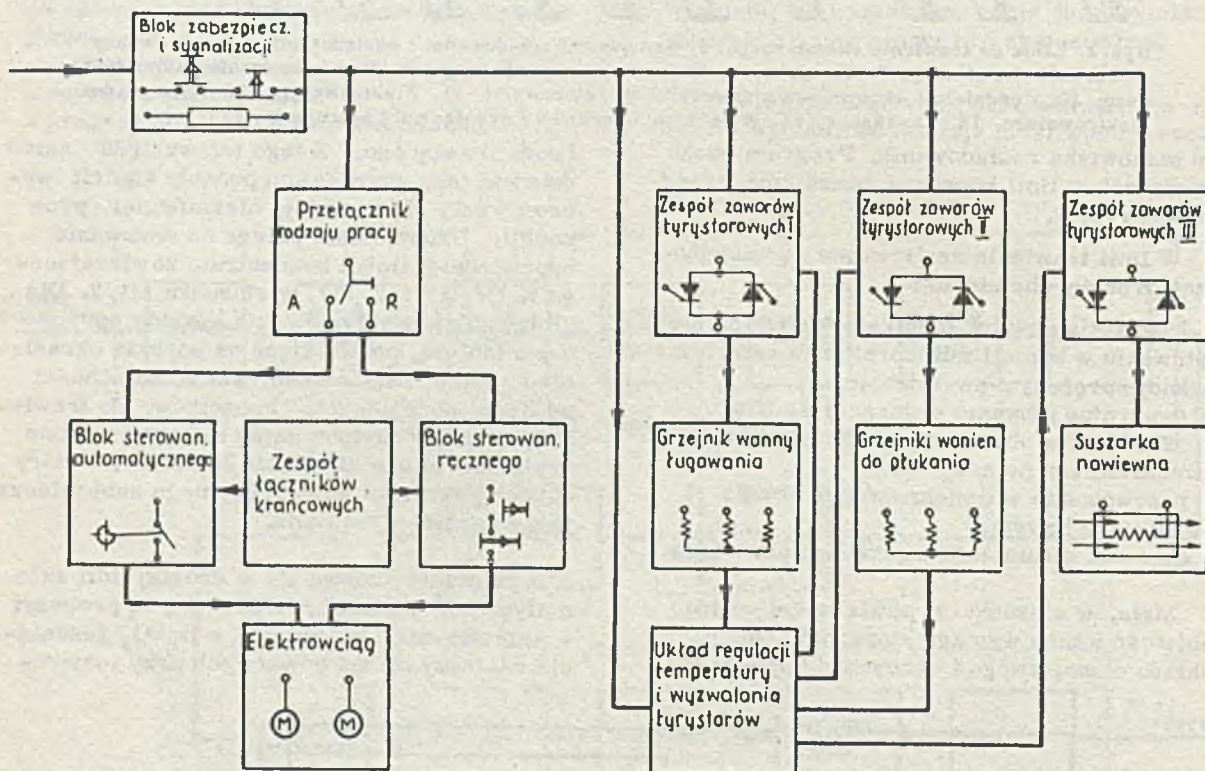 Blok zabezpiecz.
i sygnalizacji
Przełącznik
rodzaju pracy
A
R
Zespół zaworów
tyrystorowych I
Zespół zaworów
tyrystorowych II
Zespół zaworów
tyrystorowych III
Blok sterowan.
automatycznego
Zespół
łączników
krańcowych
Blok sterowan.
ręcznego
Grzejnik wanny
ługowania
Grzejniki wanien
do płukania
Suszarka
nawiewna
Elektrowciąg
M
M
Układ regulacji
temperatury
i wyzwalania
tyrystorów